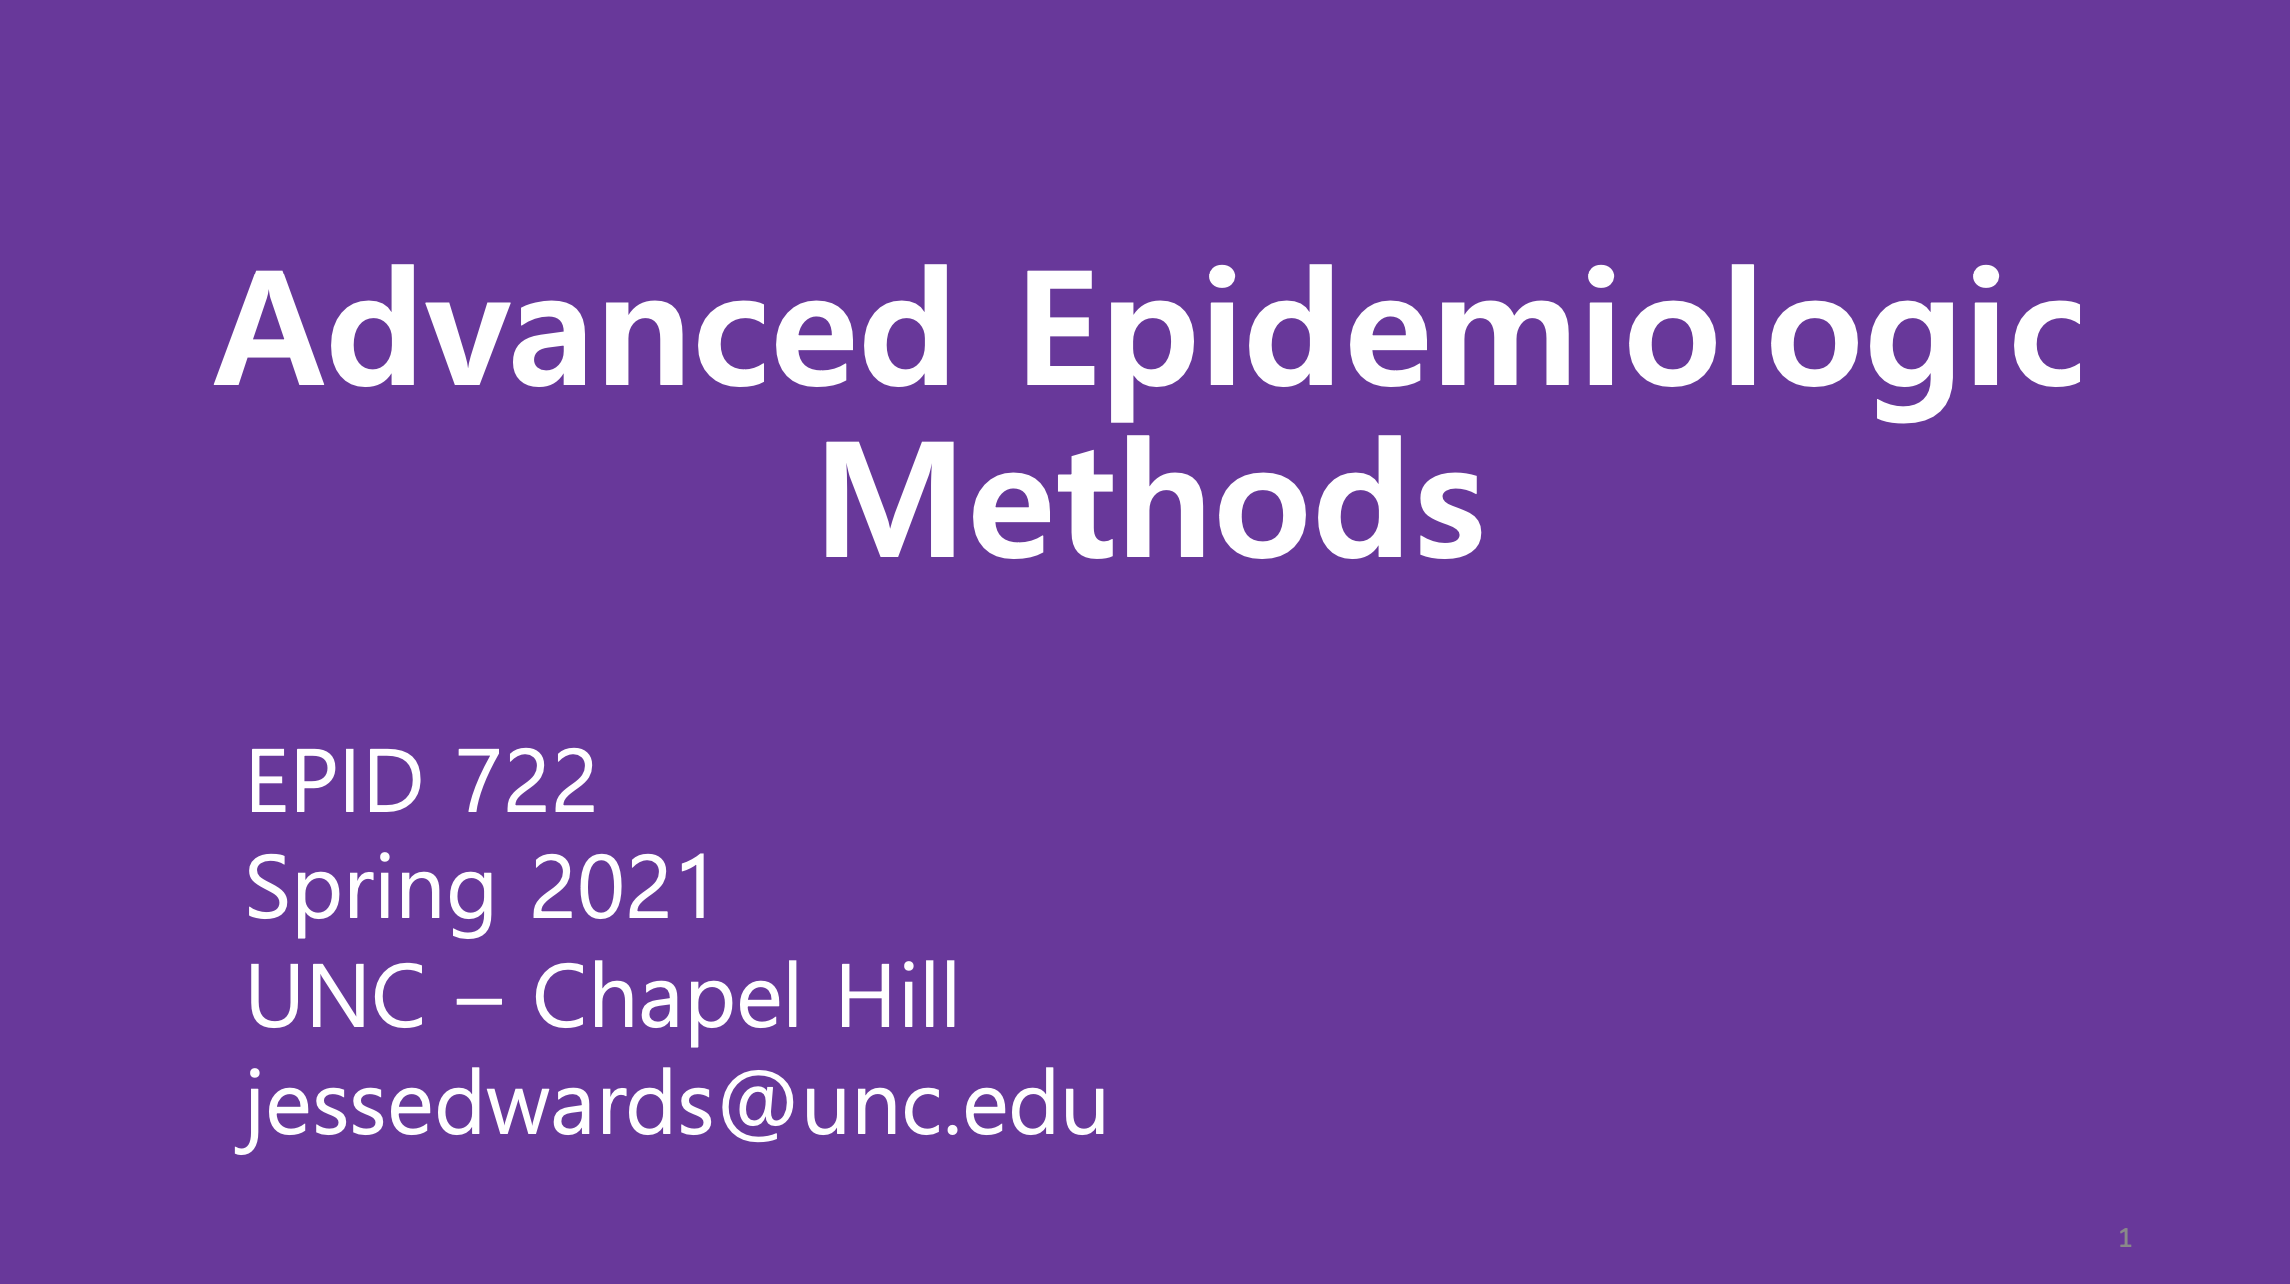 Advanced Epidemiologic
Methods
EPID 722
Spring 2021
UNC – Chapel Hill
jessedwards@unc.edu
1